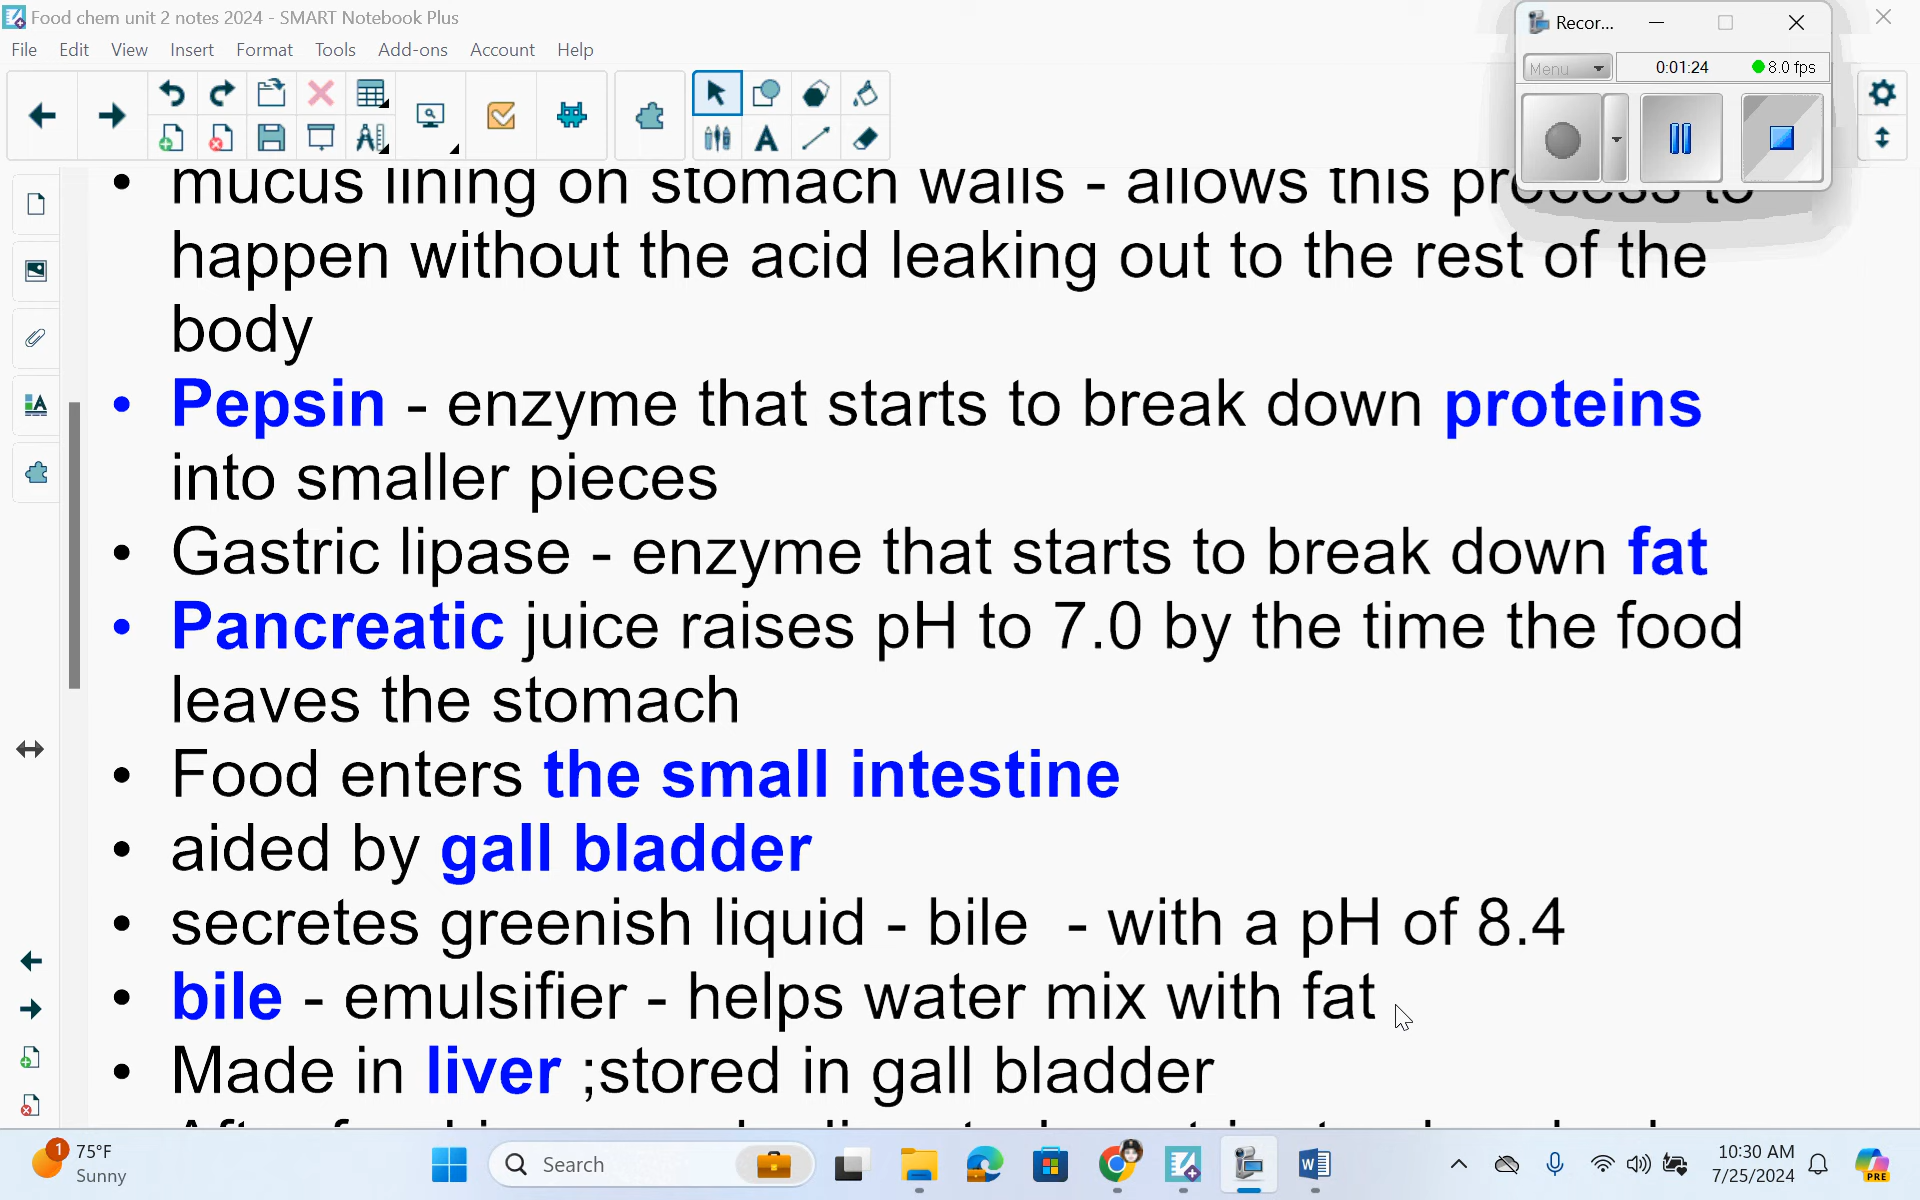 Food chem unit 2 notes 2024 - SMART Notebook Plus
File Edit View Insert Format Tools Add-ons Account Help
Recor...
Menu 0:01:24 8.0 fps
• mucus lining on stomach walls - allows this process to
happen without the acid leaking out to the rest of the
body
• Pepsin - enzyme that starts to break down proteins
into smaller pieces
• Gastric lipase - enzyme that starts to break down fat
• Pancreatic juice raises pH to 7.0 by the time the food
leaves the stomach
• Food enters the small intestine
• aided by gall bladder
• secretes greenish liquid - bile - with a pH of 8.4
• bile - emulsifier - helps water mix with fat
• Made in liver ;stored in gall bladder
1 75°F
Sunny
Search
10:30 AM
7/25/2024
PRE